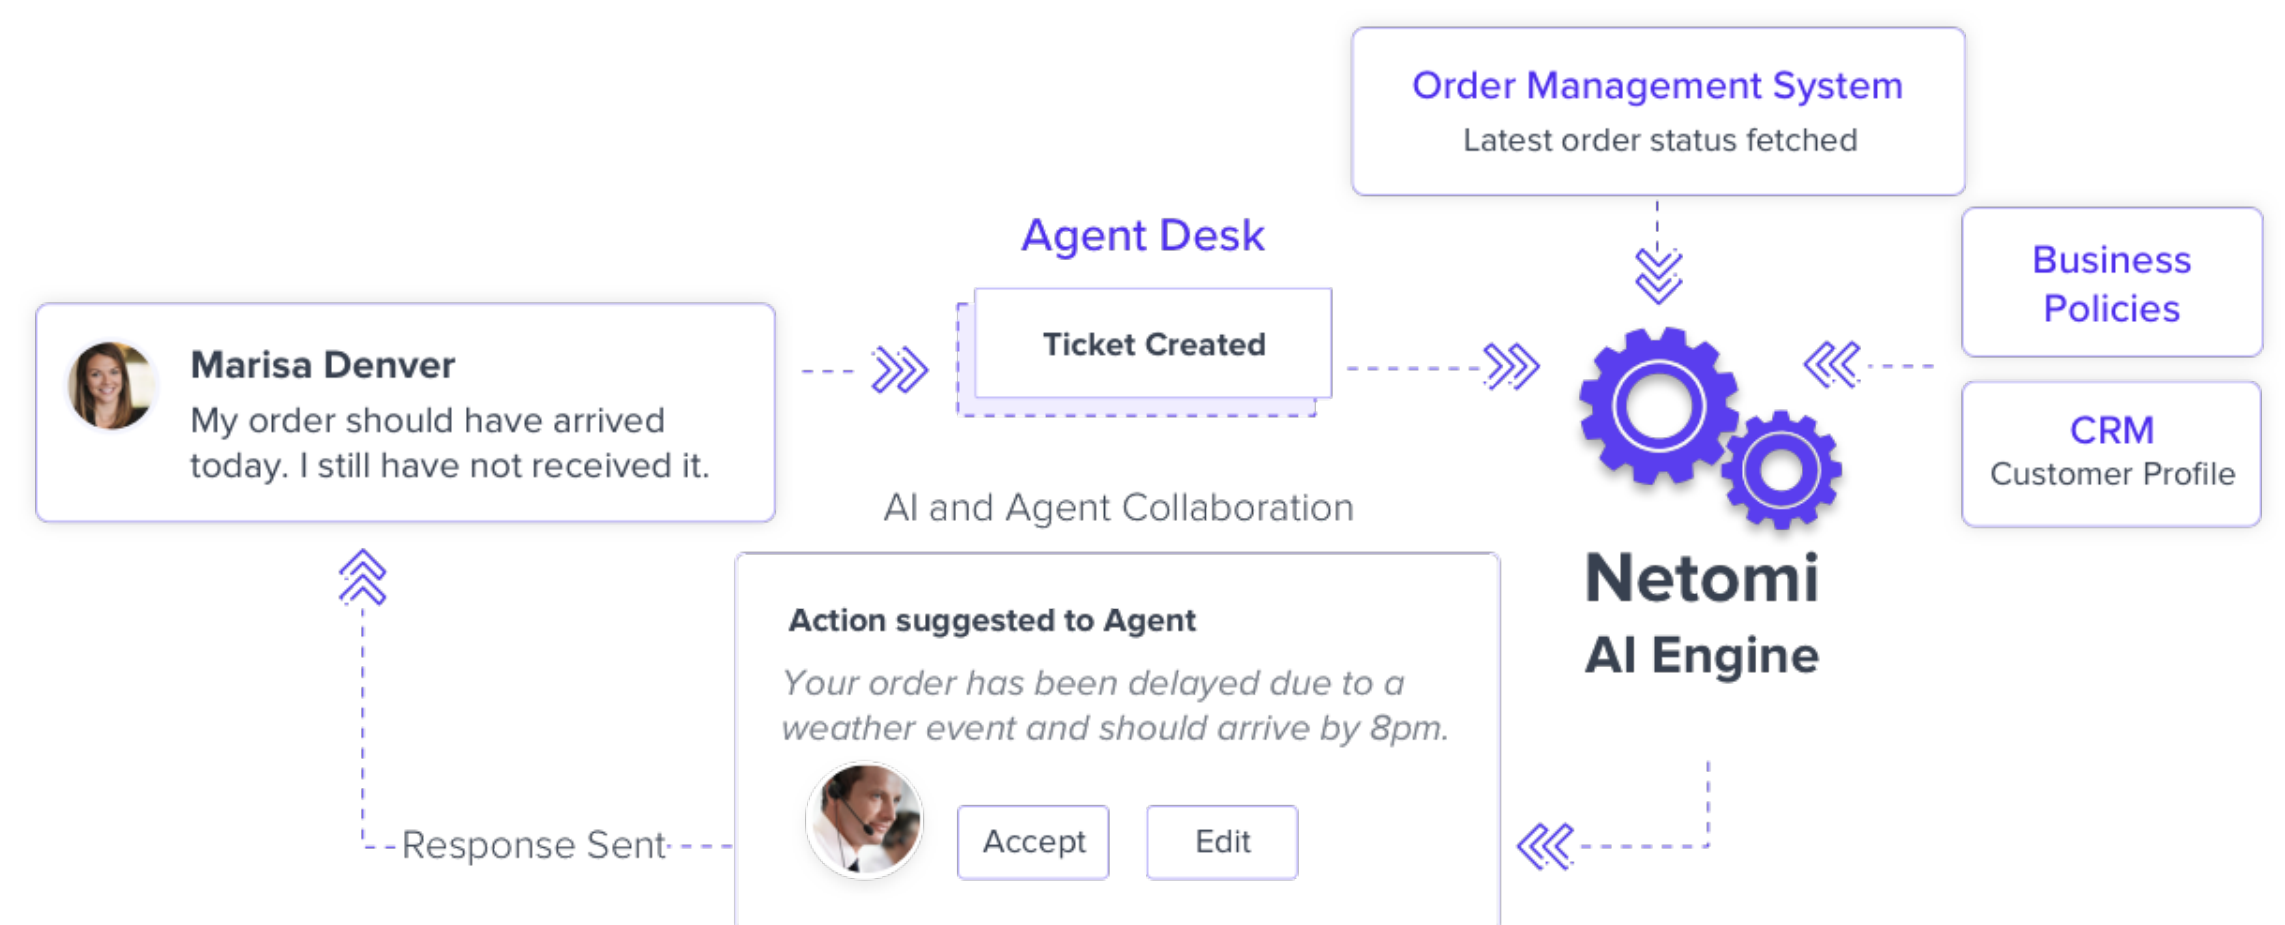 Order Management System
Latest order status fetched
Agent Desk
Business
Policies
Ticket Created
Marisa Denver
My order should have arrived
today. I still have not received it.
CRM
Customer Profile
AI and Agent Collaboration
Netomi
AI Engine
Action suggested to Agent
Your order has been delayed due to a
weather event and should arrive by 8pm.
Accept
Edit
Response Sent